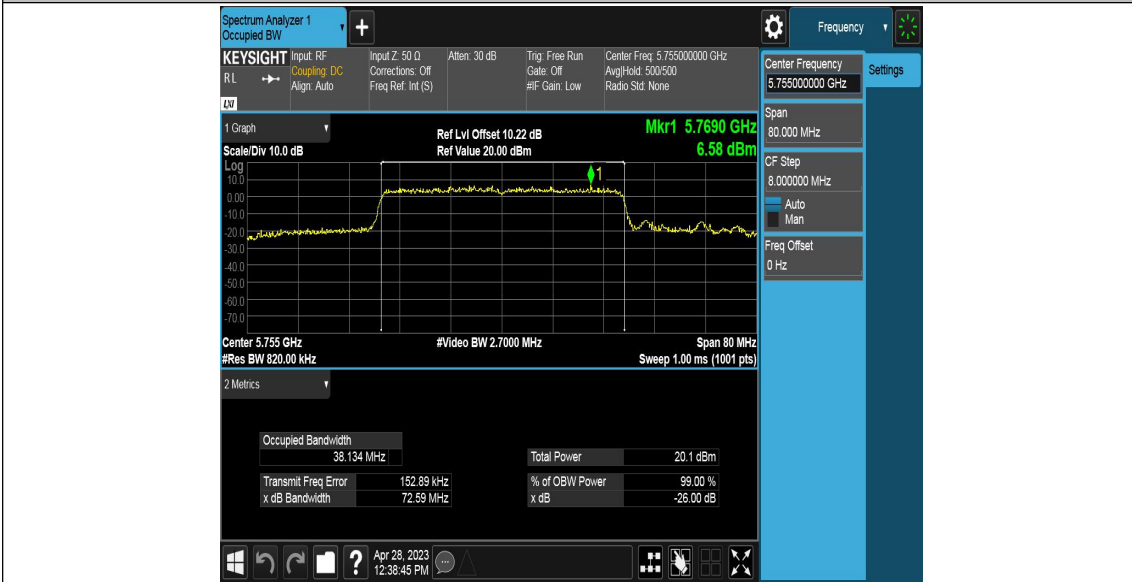 Spectrum Analyzer 1
Occupied BW
+
Frequency
KEYSIGHT
R L
LXI
Input: RF
Coupling: DC
Align: Auto
Input Z: 50 Ω
Corrections: Off
Freq Ref: Int (S)
Atten: 30 dB
Trig: Free Run
Gate: Off
#IF Gain: Low
Center Freq: 5.755000000 GHz
Avg|Hold: 500/500
Radio Std: None
Center Frequency
5.755000000 GHz
Settings
Span
80.000 MHz
CF Step
8.000000 MHz
Auto
Man
Freq Offset
0 Hz
1 Graph
Scale/Div 10.0 dB
Ref Lvl Offset 10.22 dB
Ref Value 20.00 dBm
Mkr1 5.7690 GHz
6.58 dBm
Log
10.0
0.00
-10.0
-20.0
-30.0
-40.0
-50.0
-60.0
-70.0
1
Center 5.755 GHz
#Res BW 820.00 kHz
#Video BW 2.7000 MHz
Span 80 MHz
Sweep 1.00 ms (1001 pts)
2 Metrics
Occupied Bandwidth
38.134 MHz
Total Power 20.1 dBm
Transmit Freq Error 152.89 kHz
% of OBW Power 99.00 %
x dB Bandwidth 72.59 MHz
x dB -26.00 dB
?
Apr 28, 2023
12:38:45 PM